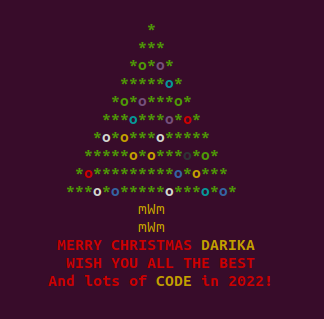 *
***
*o*o*
*****o*
*o*o***o*
***o***o*o*
*o*o***o*****
*****o*o***o*o*
*o*********o*o***
***o*o*****o***o*o*
mWm
mWm
MERRY CHRISTMAS DARIKA
WISH YOU ALL THE BEST
And lots of CODE in 2022!